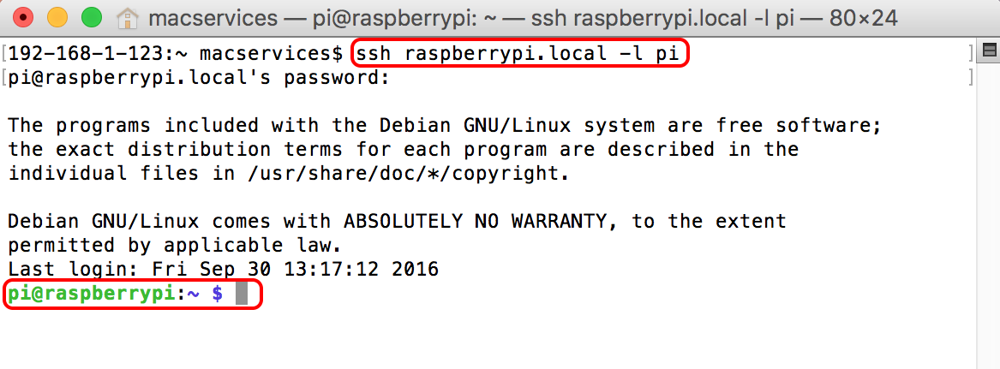 macservices — pi@raspberrypi: ~ — ssh raspberrypi.local -l pi — 80×24
[192-168-1-123:~ macservices$ ssh raspberrypi.local -l pi ]
[pi@raspberrypi.local's password: ]
The programs included with the Debian GNU/Linux system are free software;
the exact distribution terms for each program are described in the
individual files in /usr/share/doc/*/copyright.
Debian GNU/Linux comes with ABSOLUTELY NO WARRANTY, to the extent
permitted by applicable law.
Last login: Fri Sep 30 13:17:12 2016
pi@raspberrypi:~ $